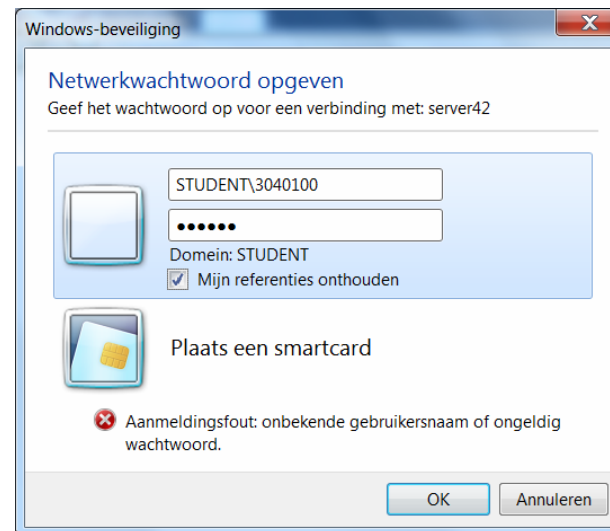 Windows-beveiliging
Netwerkwachtwoord opgeven
Geef het wachtwoord op voor een verbinding met: server42
STUDENT\3040100
●●●●●●
Domein: STUDENT
Mijn referenties onthouden
Plaats een smartcard
Aanmeldingsfout: onbekende gebruikersnaam of ongeldig
wachtwoord.
OK
Annuleren